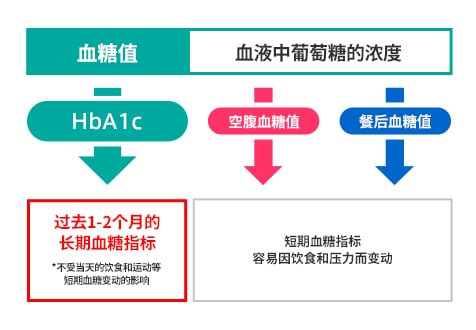 血糖值
血液中葡萄糖的浓度
HbA1c
空腹血糖值
餐后血糖值
过去1-2个月的
长期血糖指标
*不受当天的饮食和运动等
短期血糖变动的影响
短期血糖指标
容易因饮食和压力而变动